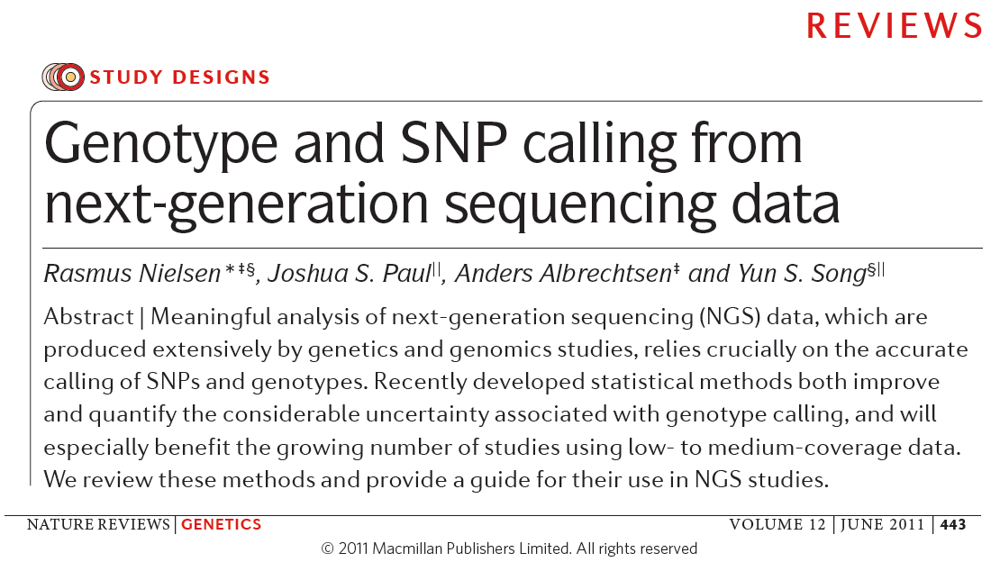 REVIEWS
STUDY DESIGNS
Genotype and SNP calling from
next-generation sequencing data
Rasmus Nielsen*‡§, Joshua S. Paul||, Anders Albrechtsen‡ and Yun S. Song§||
Abstract | Meaningful analysis of next-generation sequencing (NGS) data, which are
produced extensively by genetics and genomics studies, relies crucially on the accurate
calling of SNPs and genotypes. Recently developed statistical methods both improve
and quantify the considerable uncertainty associated with genotype calling, and will
especially benefit the growing number of studies using low- to medium-coverage data.
We review these methods and provide a guide for their use in NGS studies.
NATURE REVIEWS | GENETICS VOLUME 12 | JUNE 2011 | 443
© 2011 Macmillan Publishers Limited. All rights reserved